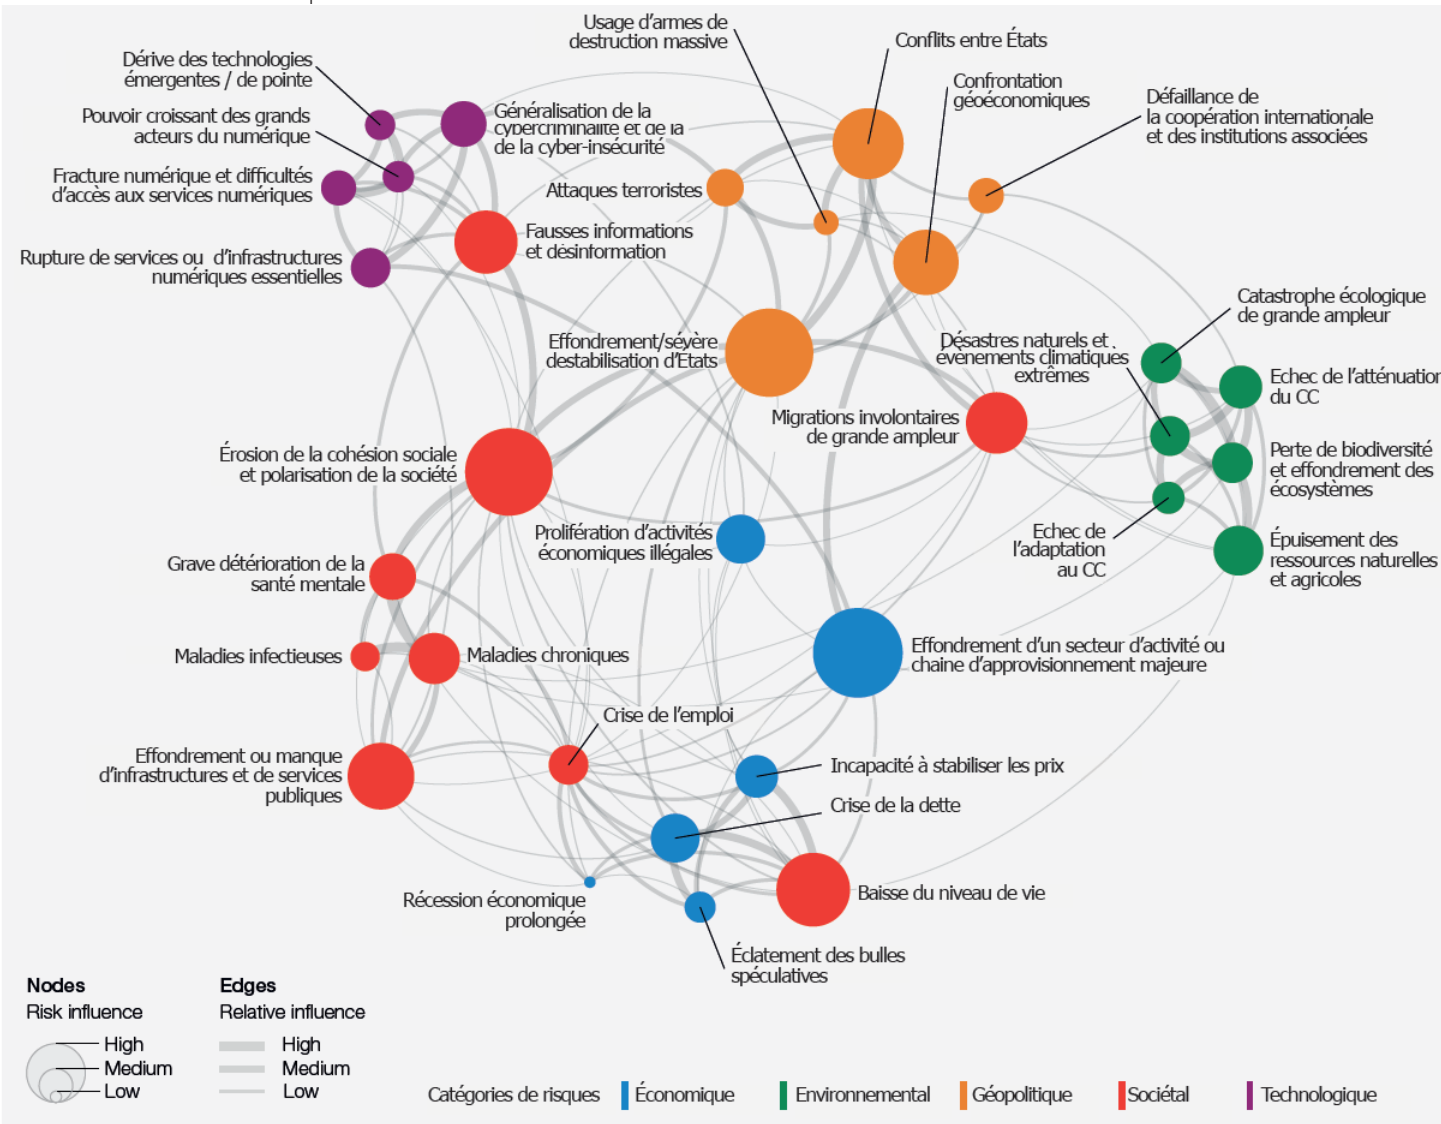 Usage d'armes de
destruction massive
Conflits entre États
Dérive des technologies
émergentes / de pointe
Confrontation
géoéconomiques
Défaillance de
la coopération internationale
et des institutions associées
Pouvoir croissant des grands
acteurs du numérique
Généralisation de la
cybercriminalité et de la
de la cyber-insécurité
Fracture numérique et difficultés
d'accès aux services numériques
Attaques terroristes
Fausses informations
et désinformation
Rupture de services ou d'infrastructures
numériques essentielles
Catastrophe écologique
de grande ampleur
Effondrement/sévère
destabilisation d'Etats
Désastres naturels et
évènements climatiques
extrêmes
Echec de l'atténuation
du CC
Migrations involontaires
de grande ampleur
Érosion de la cohésion sociale
et polarisation de la société
Perte de biodiversité
et effondrement des
écosystèmes
Prolifération d'activités
économiques illégales
Echec de
l'adaptation
au CC
Épuisement des
ressources naturelles
et agricoles
Grave détérioration de la
santé mentale
Maladies infectieuses
Maladies chroniques
Effondrement d'un secteur d'activité ou
chaine d'approvisionnement majeure
Crise de l'emploi
Effondrement ou manque
d'infrastructures et de services
publiques
Incapacité à stabiliser les prix
Crise de la dette
Récession économique
prolongée
Baisse du niveau de vie
Éclatement des bulles
spéculatives
Nodes
Risk influence
High
Medium
Low
Edges
Relative influence
High
Medium
Low
Catégories de risques
Économique
Environnemental
Géopolitique
Sociétal
Technologique